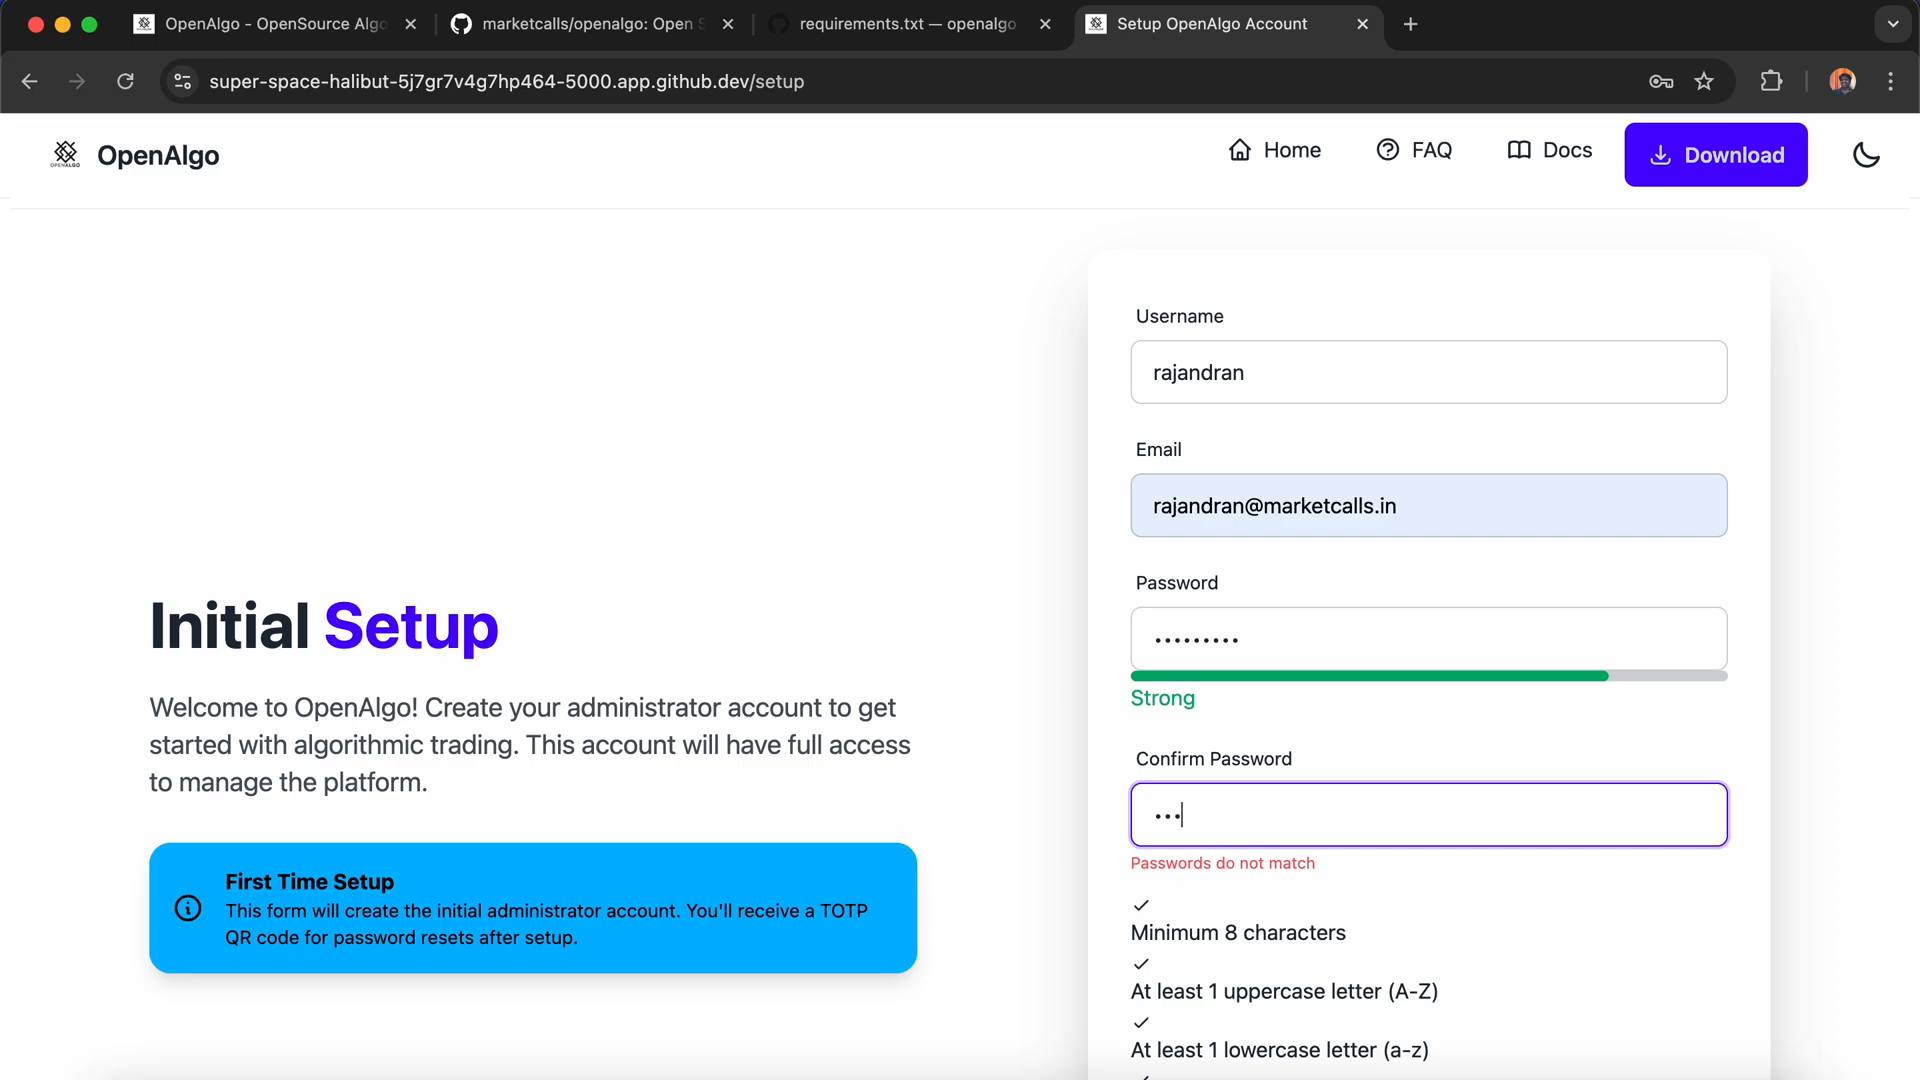 OpenAlgo - OpenSource Algo
marketcalls/openalgo: Open S
requirements.txt — openalgo
Setup OpenAlgo Account
super-space-halibut-5j7gr7v4g7hp464-5000.app.github.dev/setup
OPENALGO
OpenAlgo
Home
FAQ
Docs
Download
Initial Setup
Welcome to OpenAlgo! Create your administrator account to get
started with algorithmic trading. This account will have full access
to manage the platform.
First Time Setup
This form will create the initial administrator account. You'll receive a TOTP
QR code for password resets after setup.
Username
rajandran
Email
rajandran@marketcalls.in
Password
•••••••••
Strong
Confirm Password
•••
Passwords do not match
Minimum 8 characters
At least 1 uppercase letter (A-Z)
At least 1 lowercase letter (a-z)